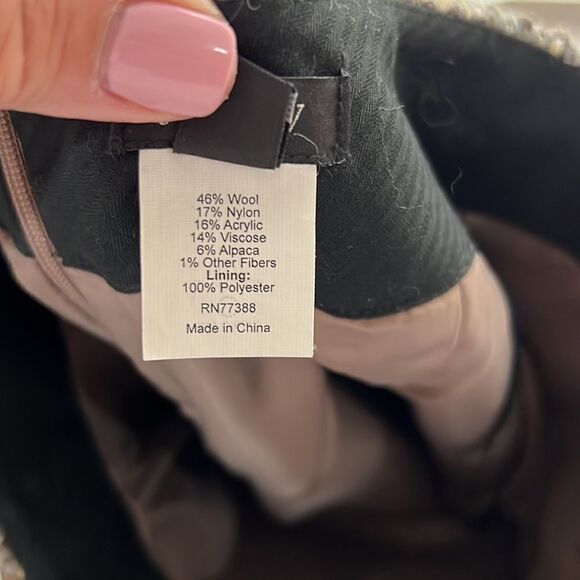 46% Wool
17% Nylon
16% Acrylic
14% Viscose
6% Alpaca
1% Other Fibers
Lining:
100% Polyester
RN77388
Made in China